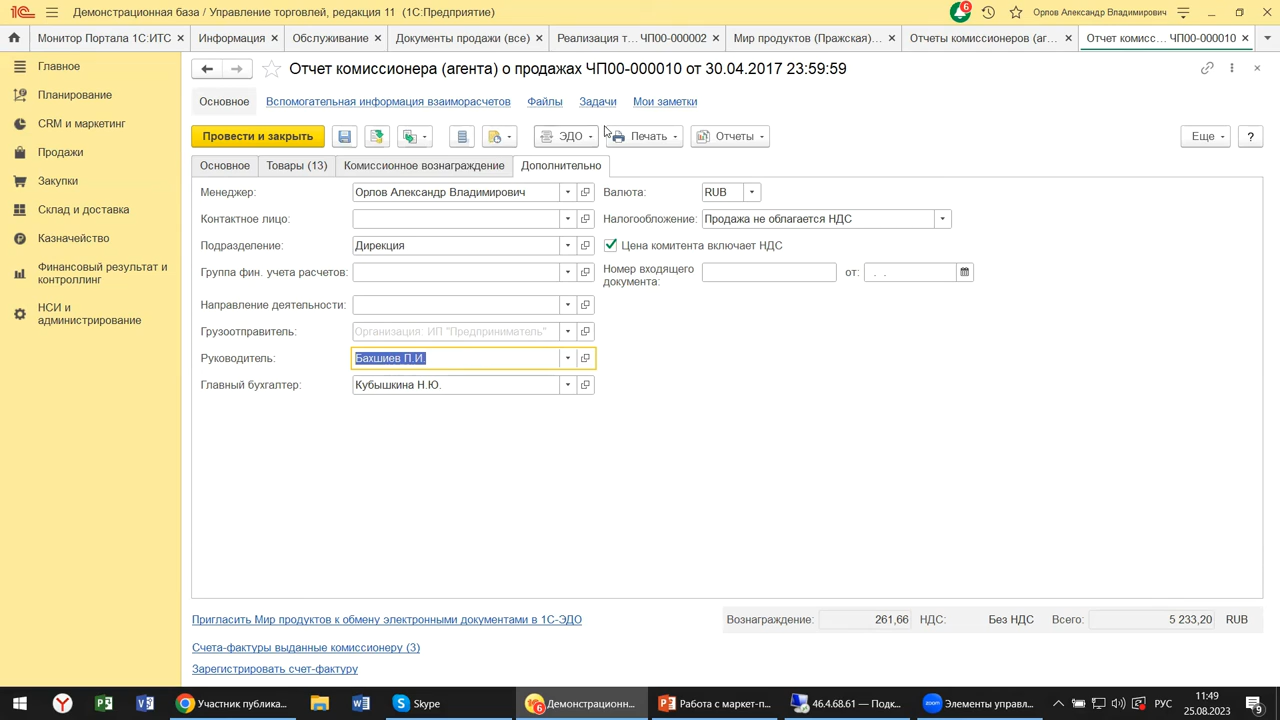 Демонстрационная база / Управление торговлей, редакция 11 (1С:Предприятие)
6
Орлов Александр Владимирович
Монитор Портала 1С:ИТС
Информация
Обслуживание
Документы продажи (все)
Реализация т... ЧП00-000002
Мир продуктов (Пражская)...
Отчеты комиссионеров (аг...
Отчет комисс... ЧП00-000010
Главное
Планирование
CRM и маркетинг
Продажи
Закупки
Склад и доставка
Казначейство
Финансовый результат и контроллинг
НСИ и администрирование
Отчет комиссионера (агента) о продажах ЧП00-000010 от 30.04.2017 23:59:59
Основное Вспомогательная информация взаиморасчетов Файлы Задачи Мои заметки
Провести и закрыть ЭДО Печать Отчеты Еще ?
Основное Товары (13) Комиссионное вознаграждение Дополнительно
Менеджер: Орлов Александр Владимирович Валюта: RUB
Контактное лицо: Налогообложение: Продажа не облагается НДС
Подразделение: Дирекция Цена комитента включает НДС
Группа фин. учета расчетов: Номер входящего документа: от: . .
Направление деятельности:
Грузоотправитель: Организация: ИП "Предприниматель"
Руководитель: Бахшиев П.И.
Главный бухгалтер: Кубышкина Н.Ю.
Пригласить Мир продуктов к обмену электронными документами в 1С-ЭДО
Вознаграждение: 261,66 НДС: Без НДС Всего: 5 233,20 RUB
Счета-фактуры выданные комиссионеру (3)
Зарегистрировать счет-фактуру
Участник публика...
Skype
Демонстрационн...
6
Работа с маркет-п...
46.4.68.61 — Подк...
Элементы управ...
РУС
11:49
25.08.2023
9